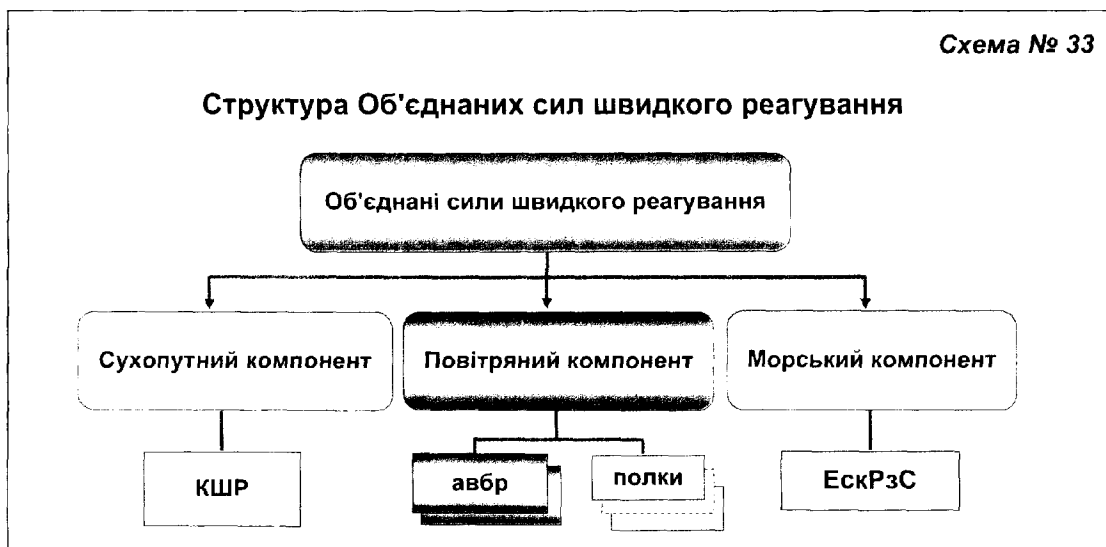 Схема № 33
Структура Об'єднаних сил швидкого реагування
Об'єднані сили швидкого реагування
Сухопутний компонент
Повітряний компонент
Морський компонент
КШР
авбр
полки
ЕскРзС